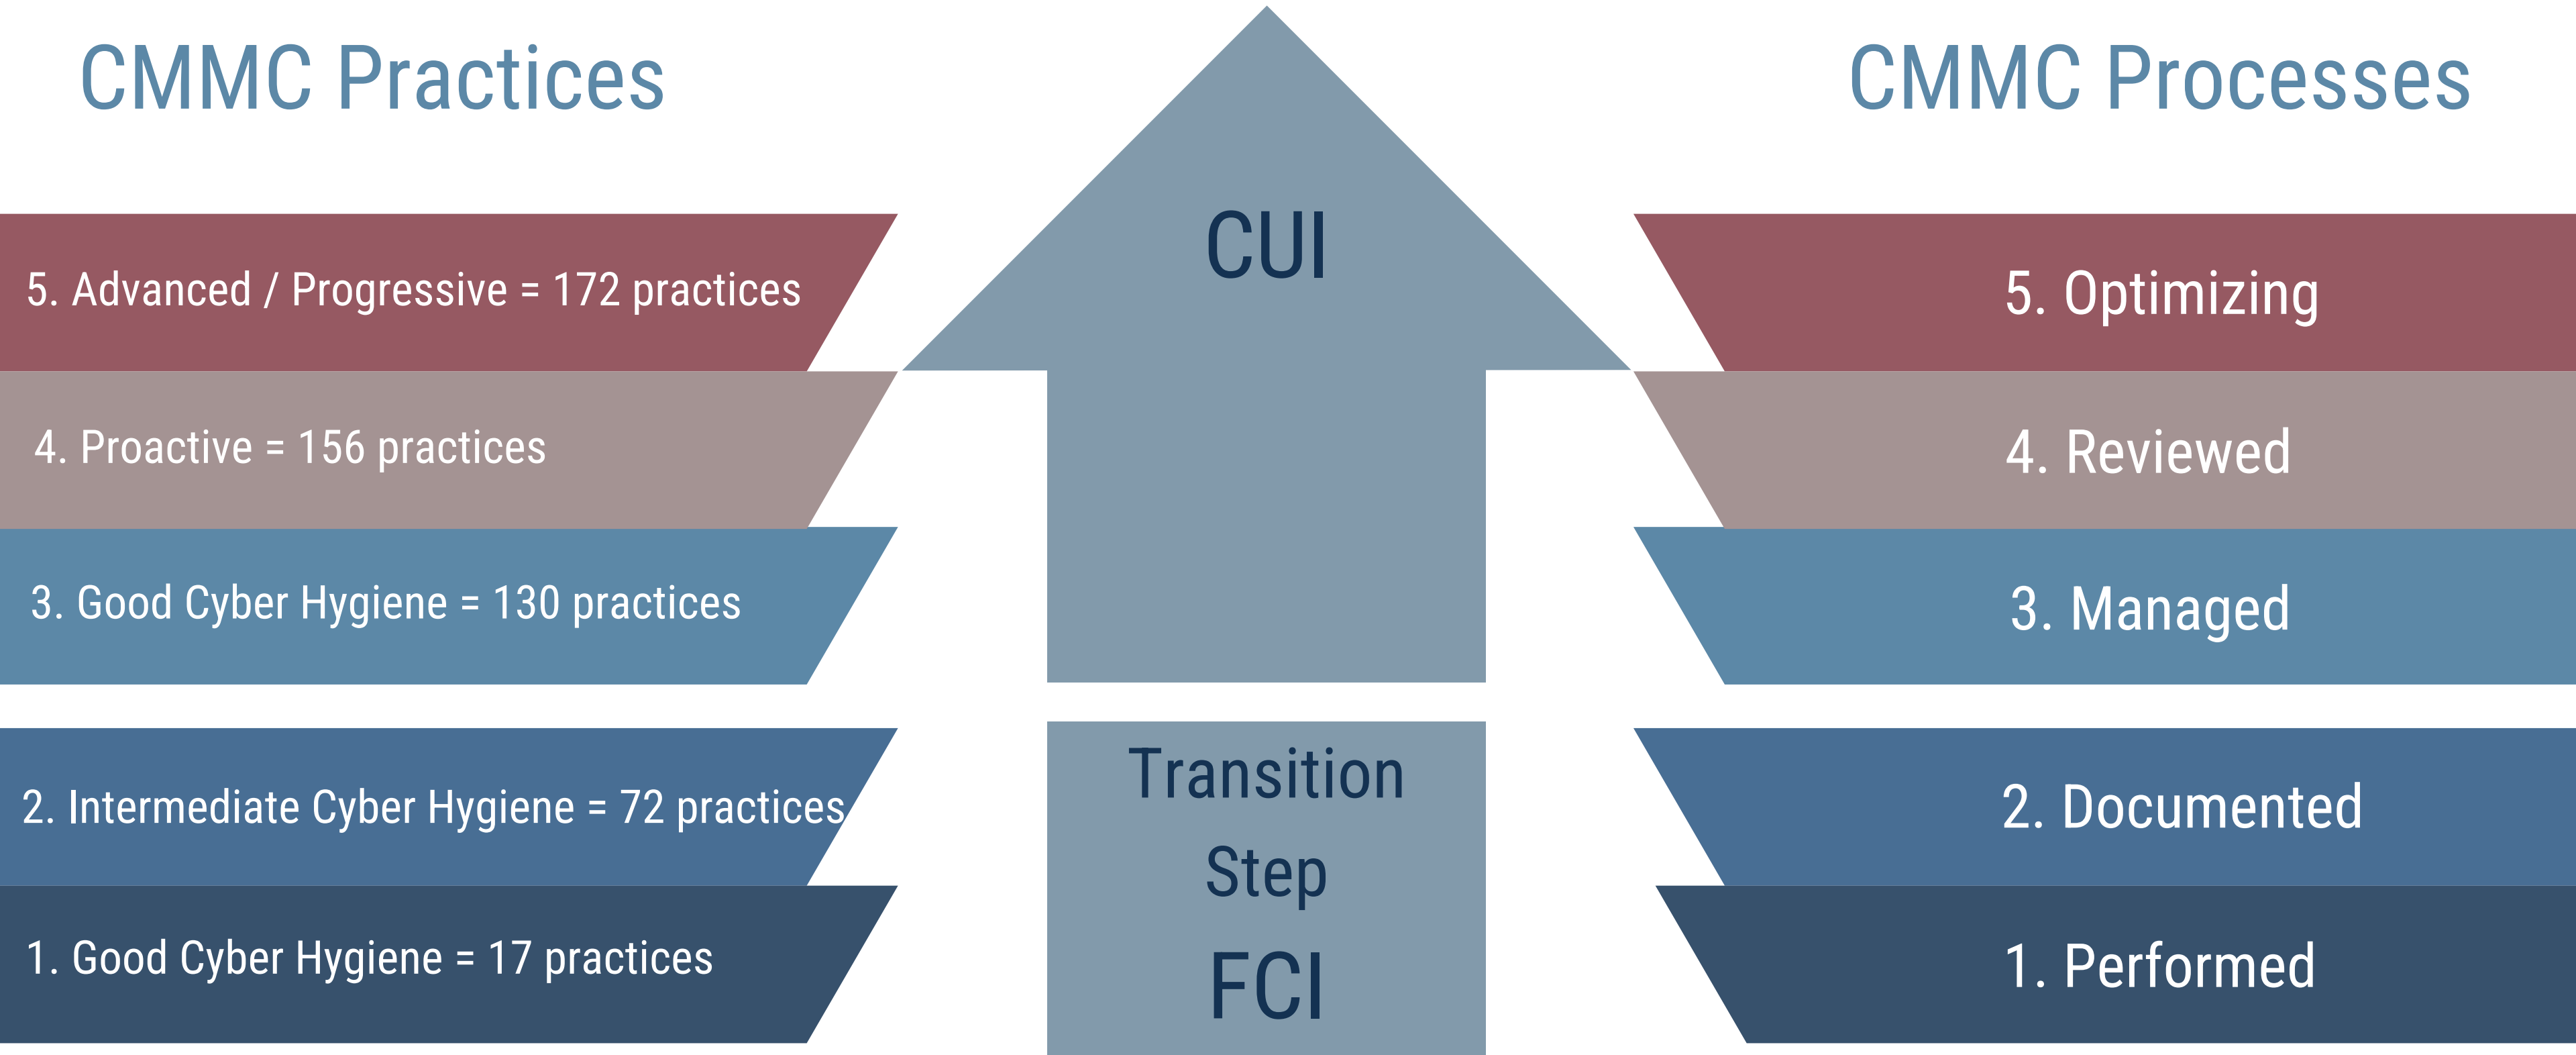 CMMC Practices
5. Advanced / Progressive = 172 practices
4. Proactive = 156 practices
3. Good Cyber Hygiene = 130 practices
2. Intermediate Cyber Hygiene = 72 practices
1. Good Cyber Hygiene = 17 practices
CUI
Transition
Step
FCI
CMMC Processes
5. Optimizing
4. Reviewed
3. Managed
2. Documented
1. Performed